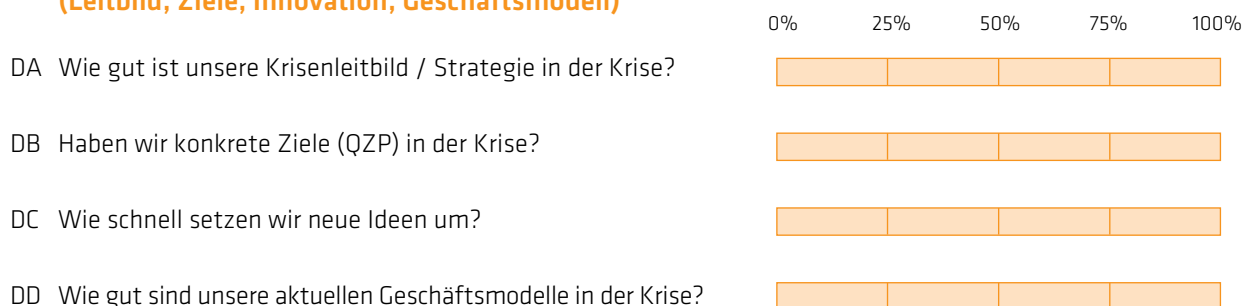 (Leitbild, Ziele, Innovation, Geschäftsmodell)
0% 25% 50% 75% 100%
DA Wie gut ist unsere Krisenleitbild / Strategie in der Krise?
DB Haben wir konkrete Ziele (QZP) in der Krise?
DC Wie schnell setzen wir neue Ideen um?
DD Wie gut sind unsere aktuellen Geschäftsmodelle in der Krise?